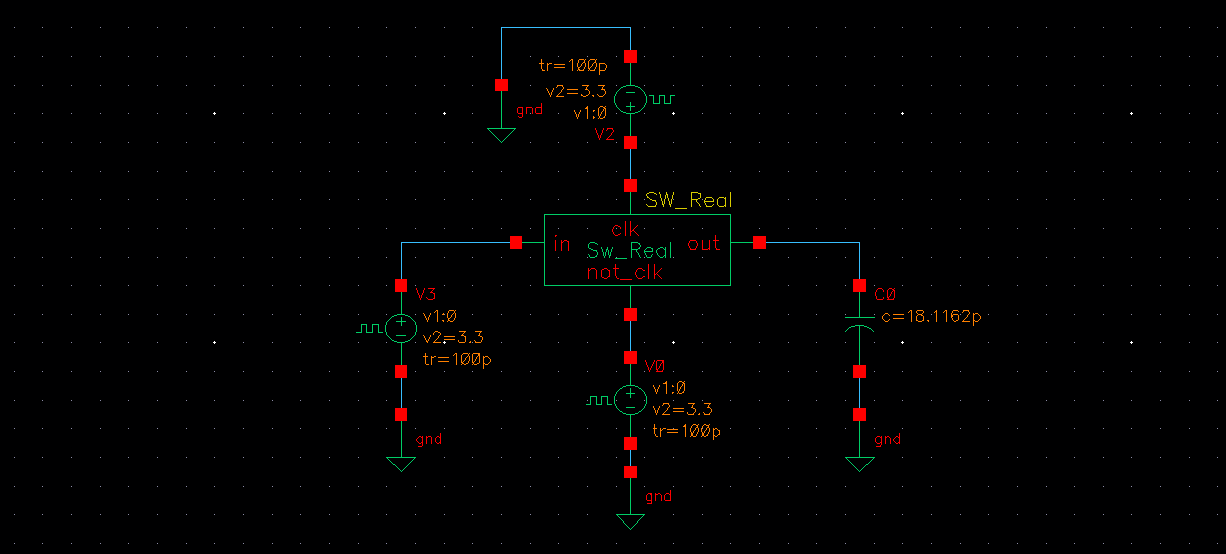 tr=100p
v2=3.3
v1:0
gnd
V2
SW_Real
clk
in
Sw_Real
out
not_clk
V3
v1:0
v2=3.3
tr=100p
gnd
V0
v1:0
v2=3.3
tr=100p
gnd
C0
c=18.1162p
gnd